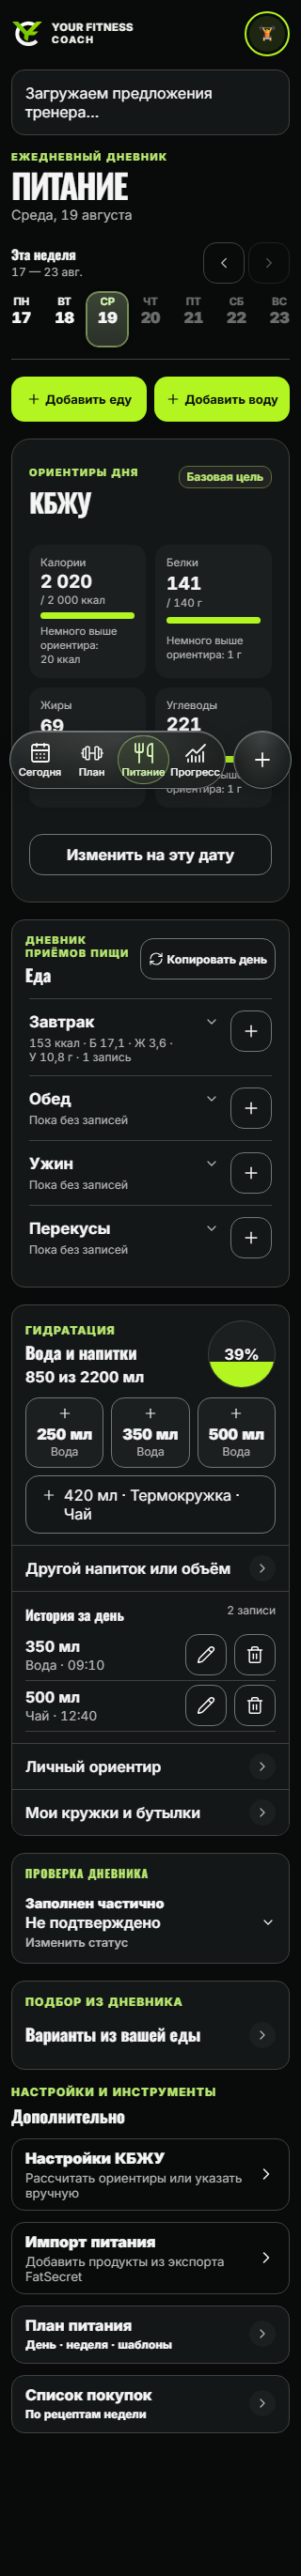 YOUR FITNESS
COACH
Загружаем предложения
тренера...
ЕЖЕДНЕВНЫЙ ДНЕВНИК
ПИТАНИЕ
Среда, 19 августа
Эта неделя
17 — 23 авг.
ПН ВТ СР ЧТ ПТ СБ ВС
17 18 19 20 21 22 23
+ Добавить еду + Добавить воду
ОРИЕНТИРЫ ДНЯ
Базовая цель
КБЖУ
Калории Белки
2 020 141
/ 2 000 ккал / 140 г
Немного выше
ориентира:
20 ккал
Немного выше
ориентира: 1 г
Жиры Углеводы
69 221
Сегодня План Питание Прогресс +
ориентира: 1 г
Изменить на эту дату
ДНЕВНИК
ПРИЁМОВ ПИЩИ
Еда
Копировать день
Завтрак
153 ккал · Б 17,1 · Ж 3,6 ·
У 10,8 г · 1 запись
Обед
Пока без записей
Ужин
Пока без записей
Перекусы
Пока без записей
ГИДРАТАЦИЯ
Вода и напитки
850 из 2200 мл
39%
+ + +
250 мл 350 мл 500 мл
Вода Вода Вода
+ 420 мл · Термокружка ·
Чай
Другой напиток или объём
История за день 2 записи
350 мл
Вода · 09:10
500 мл
Чай · 12:40
Личный ориентир
Мои кружки и бутылки
ПРОВЕРКА ДНЕВНИКА
Заполнен частично
Не подтверждено
Изменить статус
ПОДБОР ИЗ ДНЕВНИКА
Варианты из вашей еды
НАСТРОЙКИ И ИНСТРУМЕНТЫ
Дополнительно
Настройки КБЖУ
Рассчитать ориентиры или указать
вручную
Импорт питания
Добавить продукты из экспорта
FatSecret
План питания
День · неделя · шаблоны
Список покупок
По рецептам недели